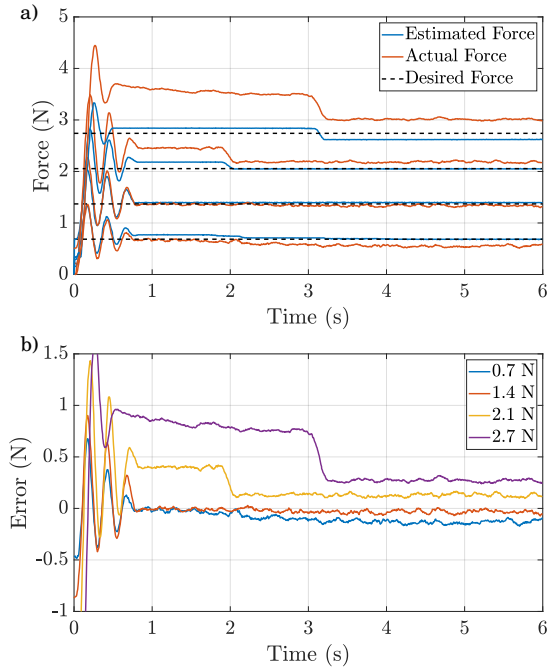 a)
5
4
3
2
1
0
Force (N)
Estimated Force
Actual Force
Desired Force
0
1
2
3
4
5
6
Time (s)
b)
1.5
1
0.5
0
-0.5
-1
Error (N)
0.7 N
1.4 N
2.1 N
2.7 N
0
1
2
3
4
5
6
Time (s)